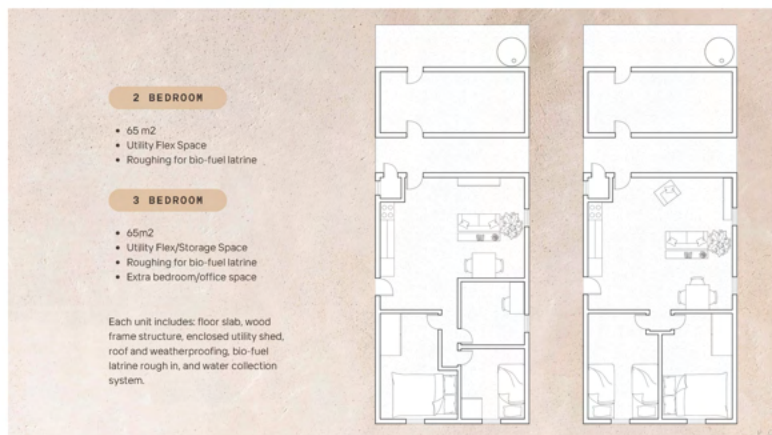 2 BEDROOM
• 65 m2
• Utility Flex Space
• Roughing for bio-fuel latrine
3 BEDROOM
• 65m2
• Utility Flex/Storage Space
• Roughing for bio-fuel latrine
• Extra bedroom/office space
Each unit includes: floor slab, wood
frame structure, enclosed utility shed,
roof and weatherproofing, bio-fuel
latrine rough in, and water collection
system.